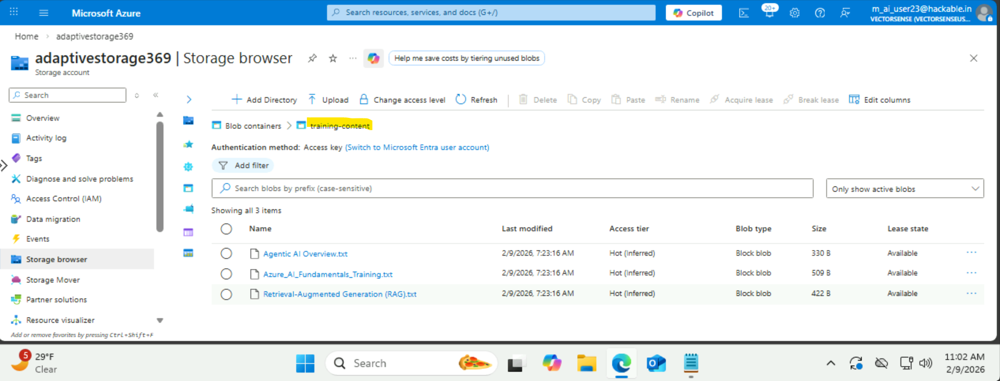 Microsoft Azure
Search resources, services, and docs (G+/)
Copilot
20+
m_ai_user23@hackable.in
VECTORSENSE (VECTORSENSEUS...
Home > adaptivestorage369
adaptivestorage369 | Storage browser
...
Help me save costs by tiering unused blobs
Storage account
Search
Add Directory
Upload
Change access level
Refresh
Delete
Copy
Paste
Rename
Acquire lease
Break lease
Edit columns
Overview
Activity log
Tags
Diagnose and solve problems
Access Control (IAM)
Data migration
Events
Storage browser
Storage Mover
Partner solutions
Resource visualizer
Add or remove favorites by pressing Ctrl+Shift+F
Blob containers > training-content
Authentication method: Access key (Switch to Microsoft Entra user account)
Add filter
Search blobs by prefix (case-sensitive)
Only show active blobs
Showing all 3 items
Name Last modified Access tier Blob type Size Lease state
Agentic AI Overview.txt 2/9/2026, 7:23:16 AM Hot (Inferred) Block blob 330 B Available ...
Azure_AI_Fundamentals_Training.txt 2/9/2026, 7:23:16 AM Hot (Inferred) Block blob 509 B Available ...
Retrieval-Augmented Generation (RAG).txt 2/9/2026, 7:23:16 AM Hot (Inferred) Block blob 422 B Available ...
5
29°F
Clear
Search
11:02 AM
2/9/2026